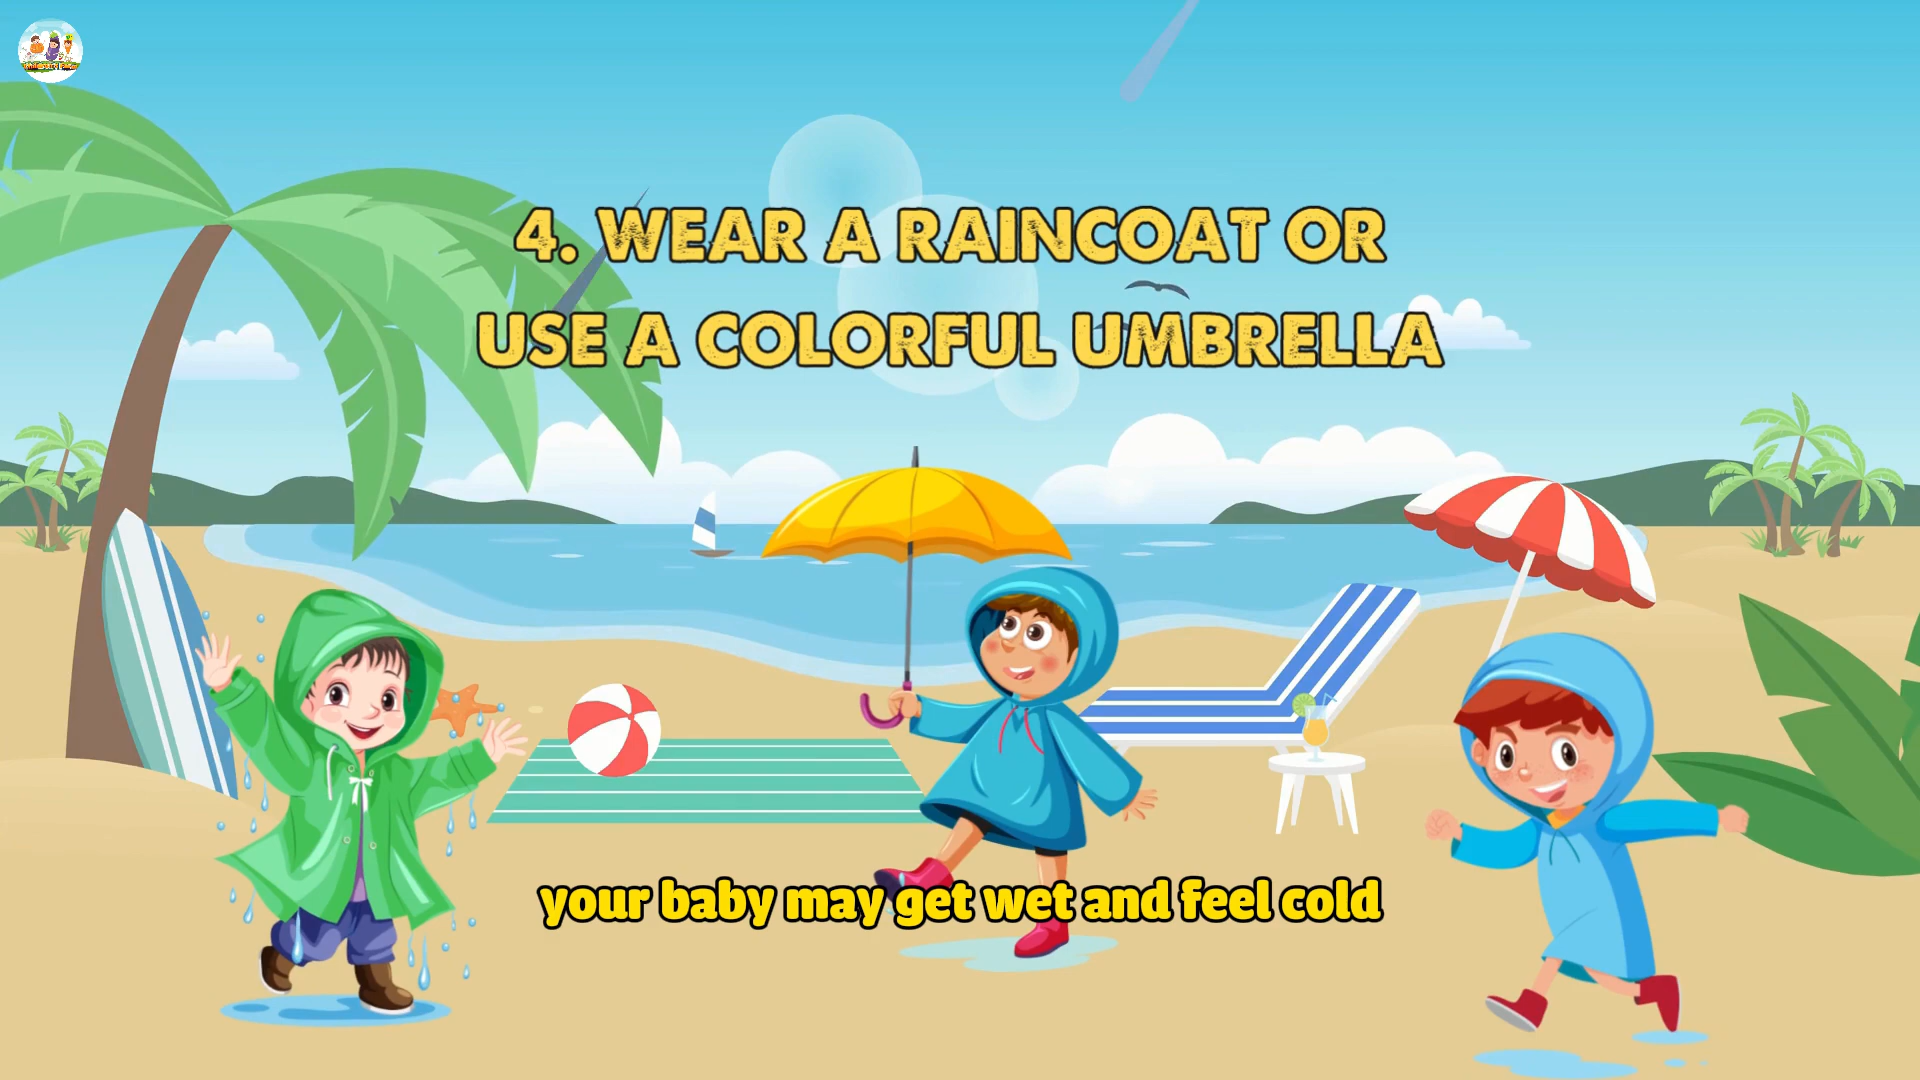 4. WEAR A RAINCOAT OR
USE A COLORFUL UMBRELLA
your baby may get wet and feel cold